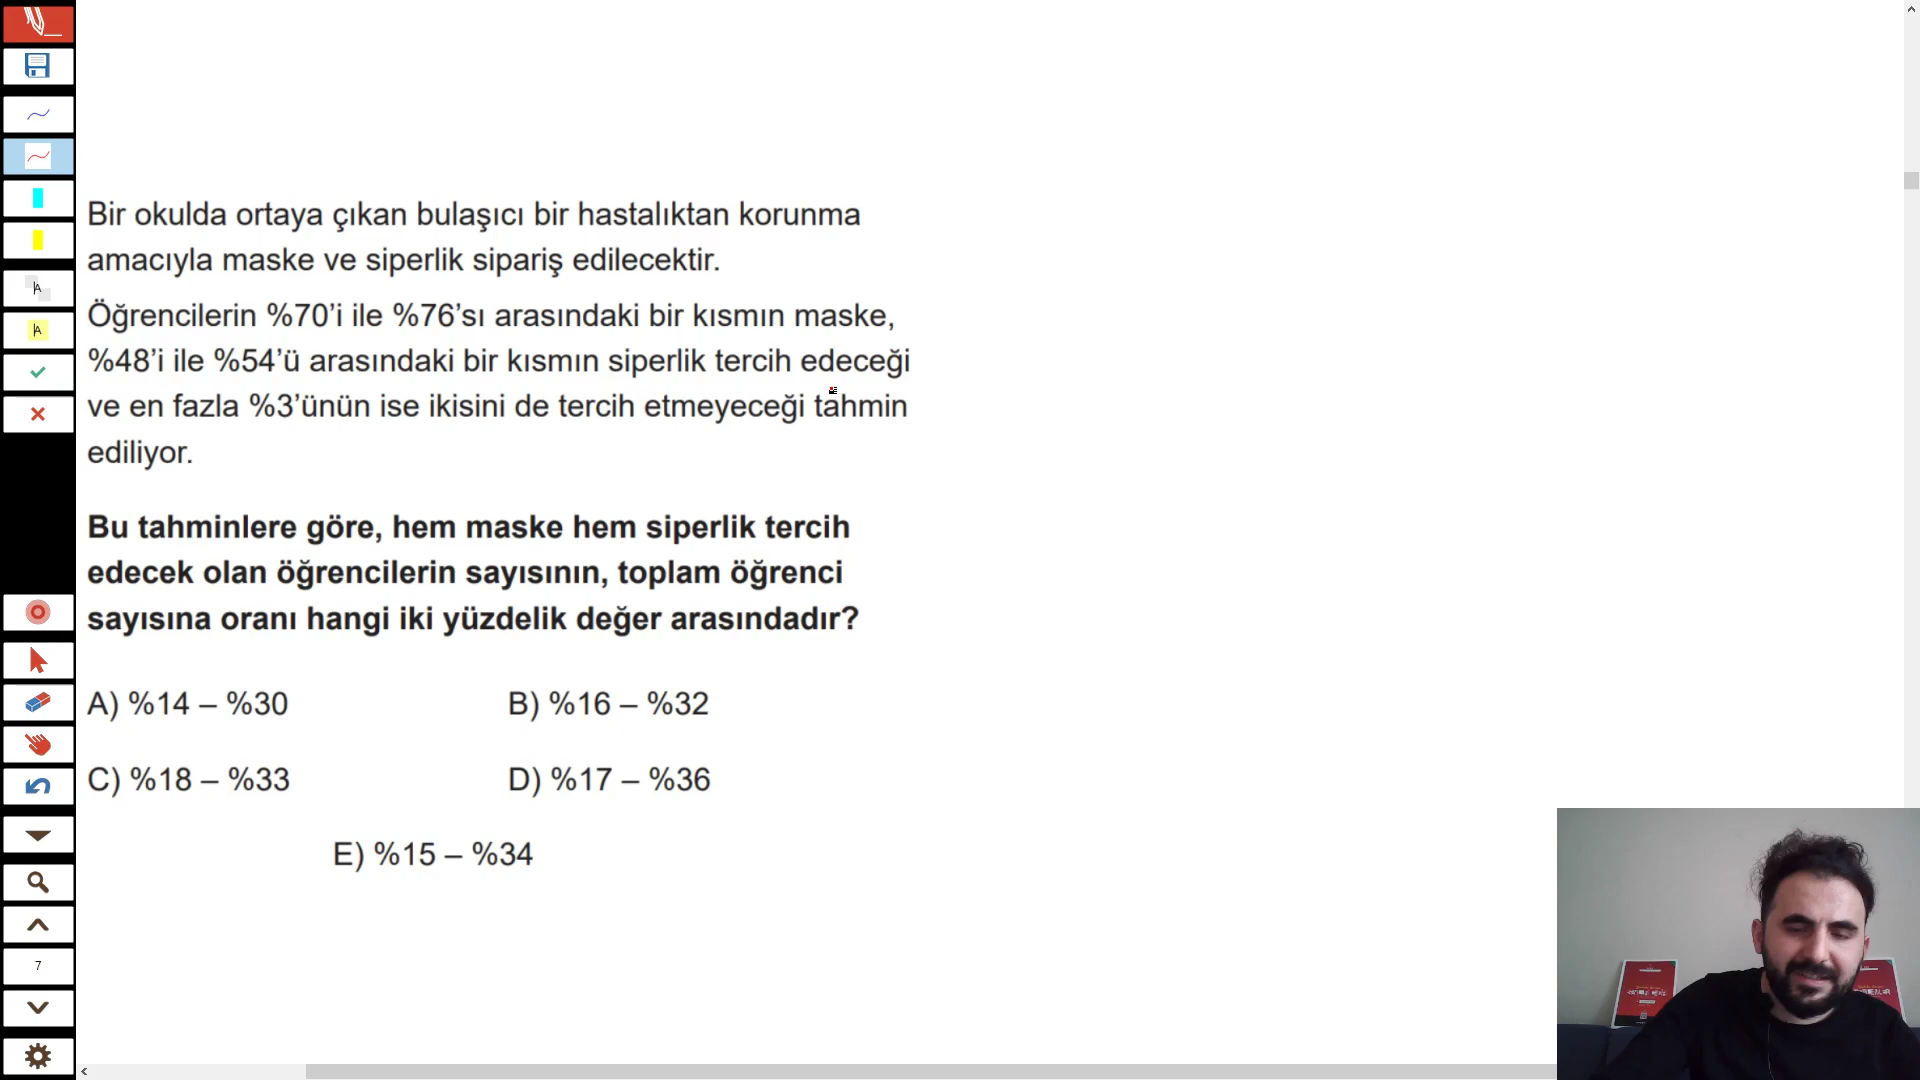 Bir okulda ortaya çıkan bulaşıcı bir hastalıktan korunma
amacıyla maske ve siperlik sipariş edilecektir.
Öğrencilerin %70’i ile %76’sı arasındaki bir kısmın maske,
%48’i ile %54’ü arasındaki bir kısmın siperlik tercih edeceği
ve en fazla %3’ünün ise ikisini de tercih etmeyeceği tahmin
ediliyor.
Bu tahminlere göre, hem maske hem siperlik tercih
edecek olan öğrencilerin sayısının, toplam öğrenci
sayısına oranı hangi iki yüzdelik değer arasındadır?
A) %14 – %30
B) %16 – %32
C) %18 – %33
D) %17 – %36
E) %15 – %34
A
A
7